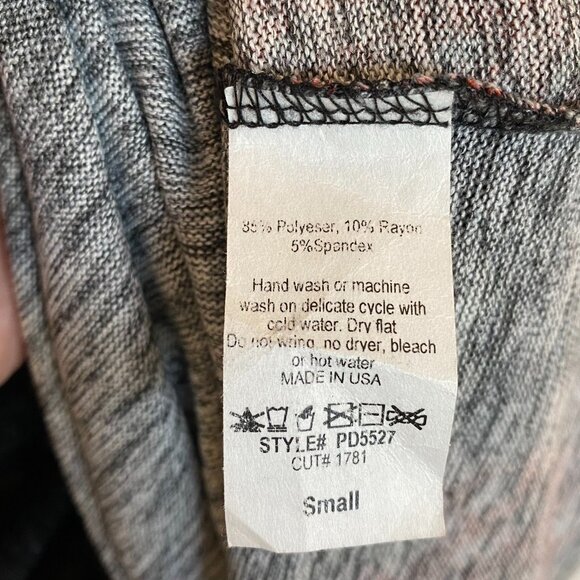 85% Polyeser, 10% Rayon
5%Spandex
Hand wash or machine
wash on delicate cycle with
cold water. Dry flat
Do not wring, no dryer, bleach
or hot water
MADE IN USA
STYLE# PD5527
CUT# 1781
Small